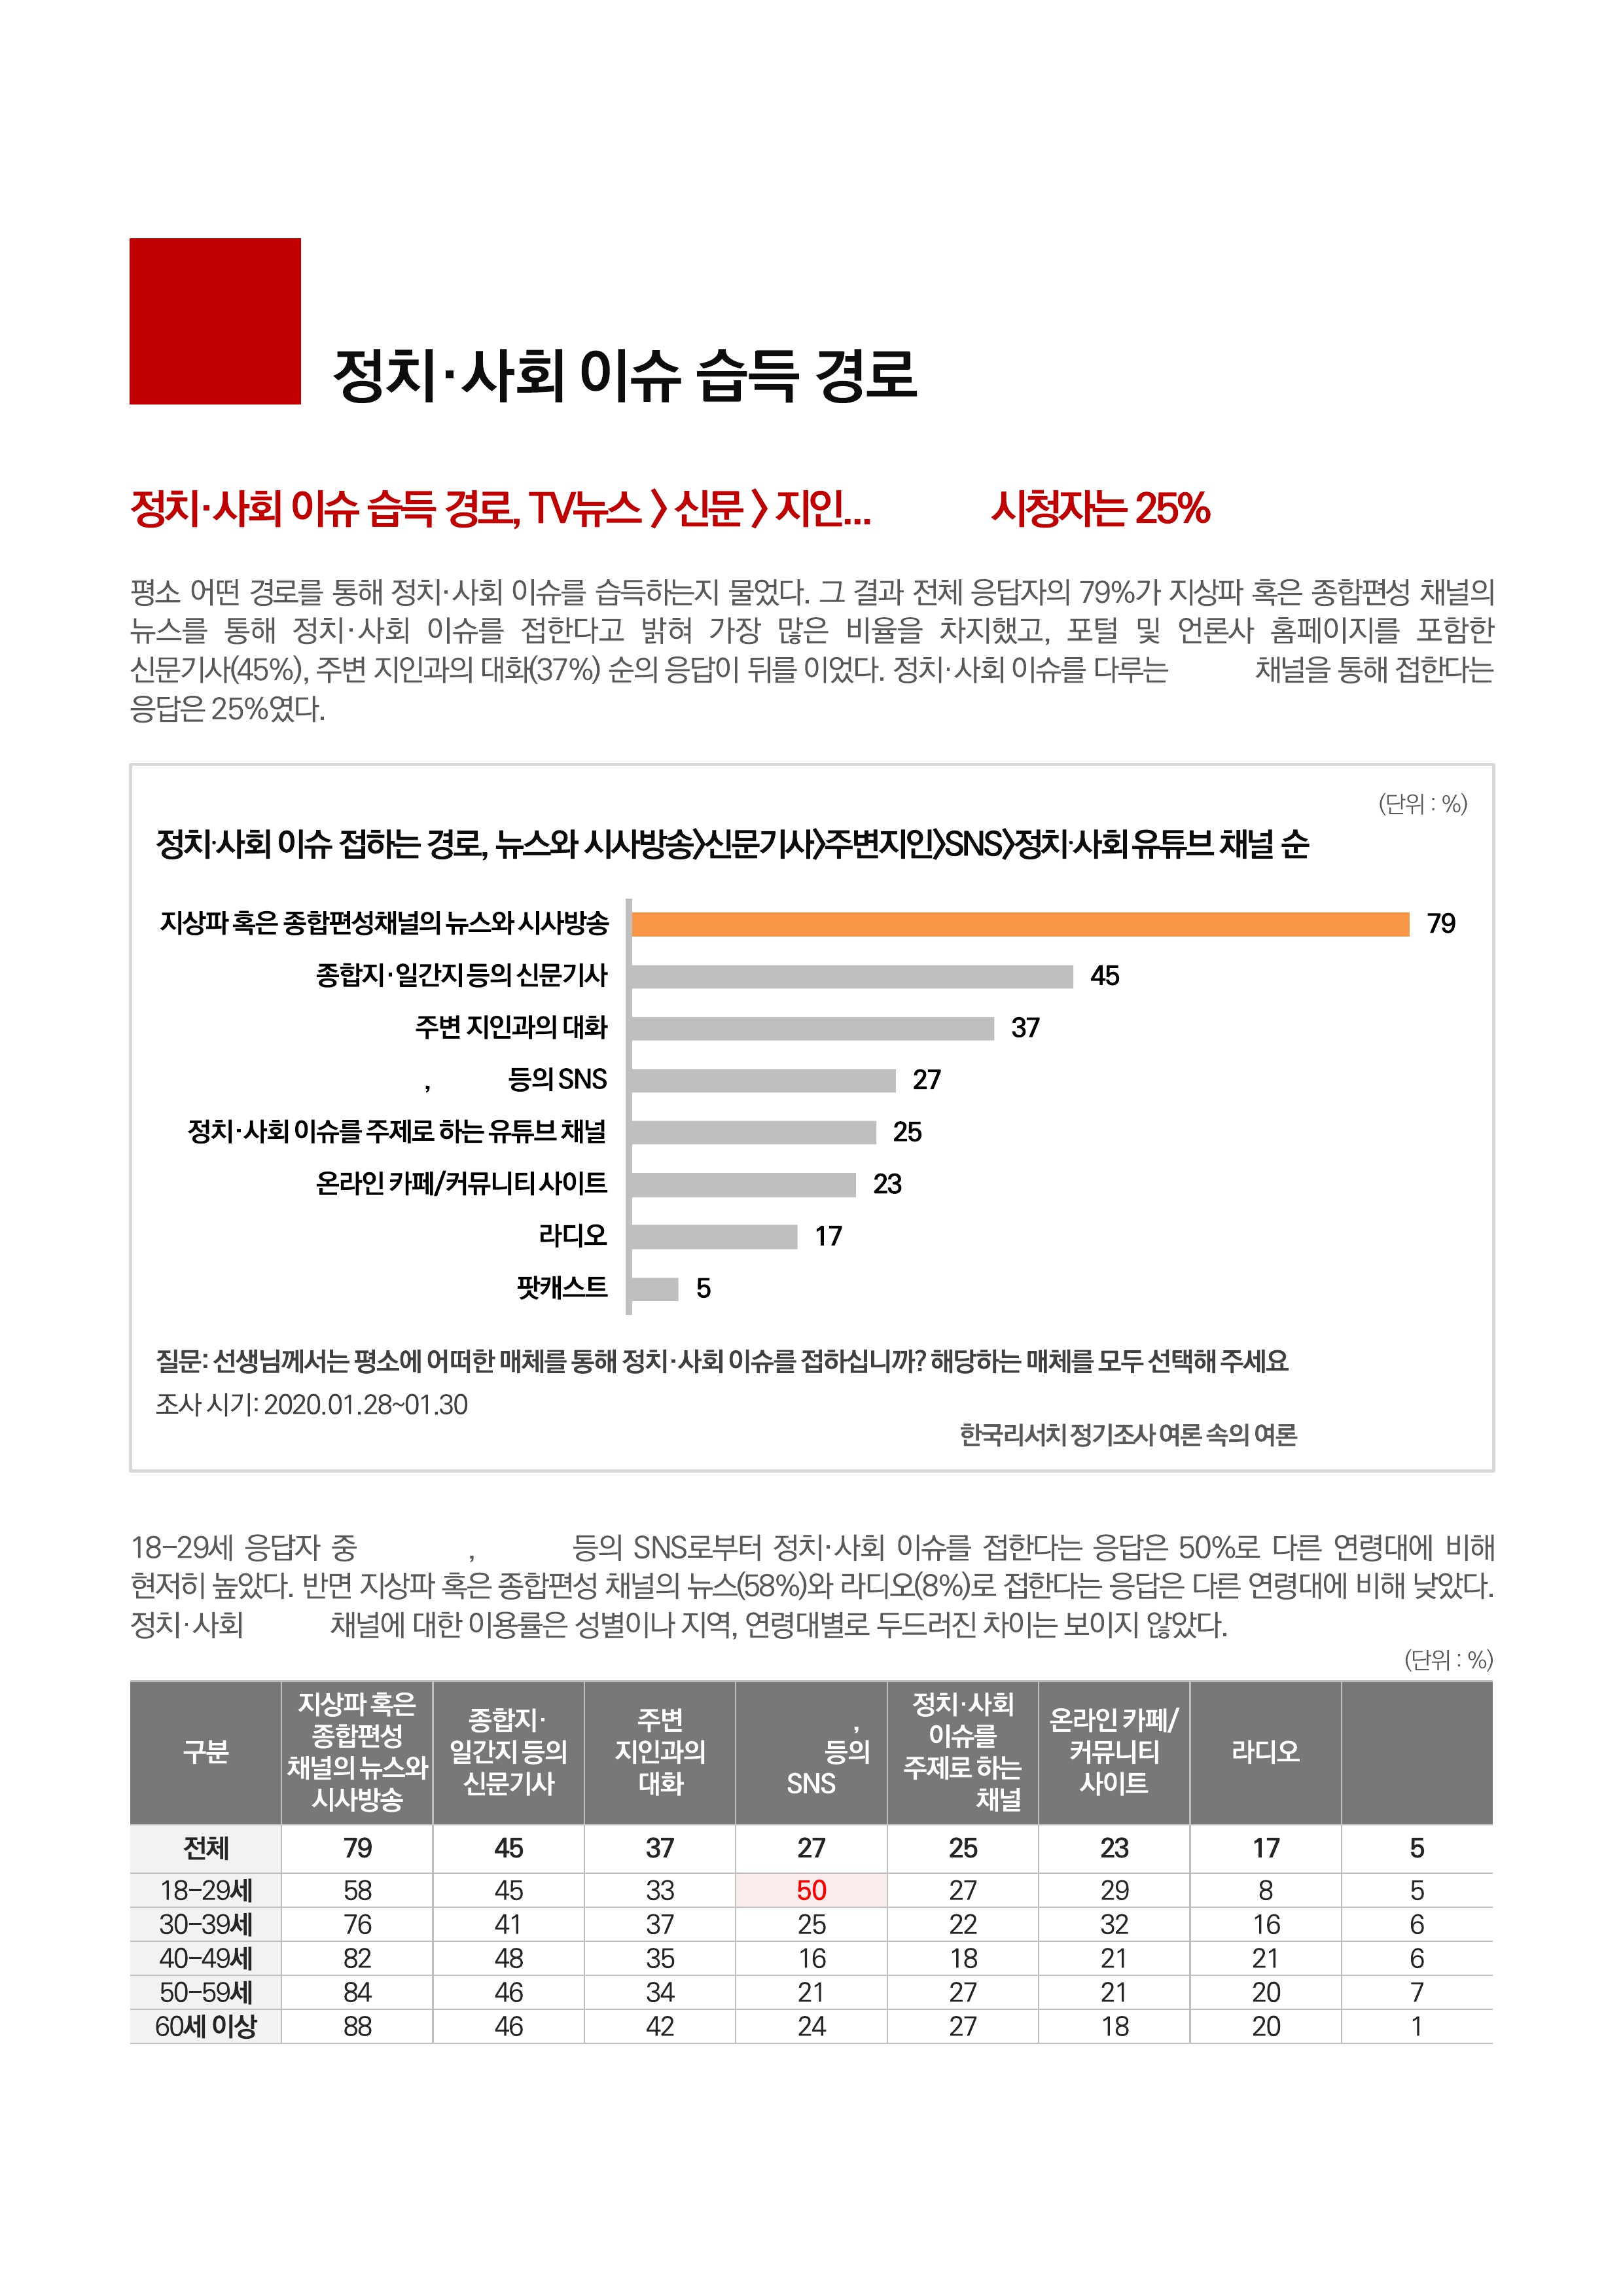 정치·사회 이슈 습득 경로
정치·사회 이슈 습득 경로, TV뉴스 > 신문 > 지인... 시청자는 25%
평소 어떤 경로를 통해 정치·사회 이슈를 습득하는지 물었다. 그 결과 전체 응답자의 79%가 지상파 혹은 종합편성 채널의
뉴스를 통해 정치·사회 이슈를 접한다고 밝혀 가장 많은 비율을 차지했고, 포털 및 언론사 홈페이지를 포함한
신문기사(45%), 주변 지인과의 대화(37%) 순의 응답이 뒤를 이었다. 정치·사회 이슈를 다루는 채널을 통해 접한다는
응답은 25%였다.
(단위 : %)
정치·사회 이슈 접하는 경로, 뉴스와 시사방송>신문기사>주변지인>SNS>정치·사회 유튜브 채널 순
지상파 혹은 종합편성채널의 뉴스와 시사방송 79
종합지·일간지 등의 신문기사 45
주변 지인과의 대화 37
, 등의 SNS 27
정치·사회 이슈를 주제로 하는 유튜브 채널 25
온라인 카페/커뮤니티 사이트 23
라디오 17
팟캐스트 5
질문: 선생님께서는 평소에 어떠한 매체를 통해 정치·사회 이슈를 접하십니까? 해당하는 매체를 모두 선택해 주세요
조사 시기: 2020.01.28~01.30
한국리서치 정기조사 여론 속의 여론
18-29세 응답자 중 , 등의 SNS로부터 정치·사회 이슈를 접한다는 응답은 50%로 다른 연령대에 비해
현저히 높았다. 반면 지상파 혹은 종합편성 채널의 뉴스(58%)와 라디오(8%)로 접한다는 응답은 다른 연령대에 비해 낮았다.
정치·사회 채널에 대한 이용률은 성별이나 지역, 연령대별로 두드러진 차이는 보이지 않았다.
(단위 : %)
구분
지상파 혹은
종합편성
채널의 뉴스와
시사방송
종합지·
일간지 등의
신문기사
주변
지인과의
대화
,
등의
SNS
정치·사회
이슈를
주제로 하는
채널
온라인 카페/
커뮤니티
사이트
라디오
전체 79 45 37 27 25 23 17 5
18-29세 58 45 33 50 27 29 8 5
30-39세 76 41 37 25 22 32 16 6
40-49세 82 48 35 16 18 21 21 6
50-59세 84 46 34 21 27 21 20 7
60세 이상 88 46 42 24 27 18 20 1